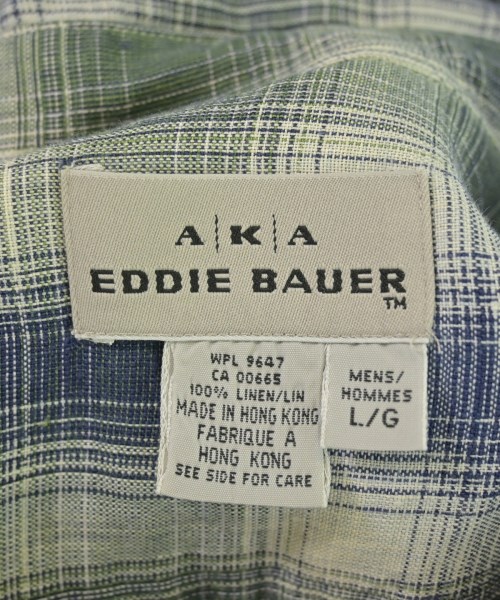 A|K|A
EDDIE BAUER
™
WPL 9647
CA 00665
100% LINEN/LIN
MADE IN HONG KONG
FABRIQUE A
HONG KONG
SEE SIDE FOR CARE
MENS/
HOMMES
L/G